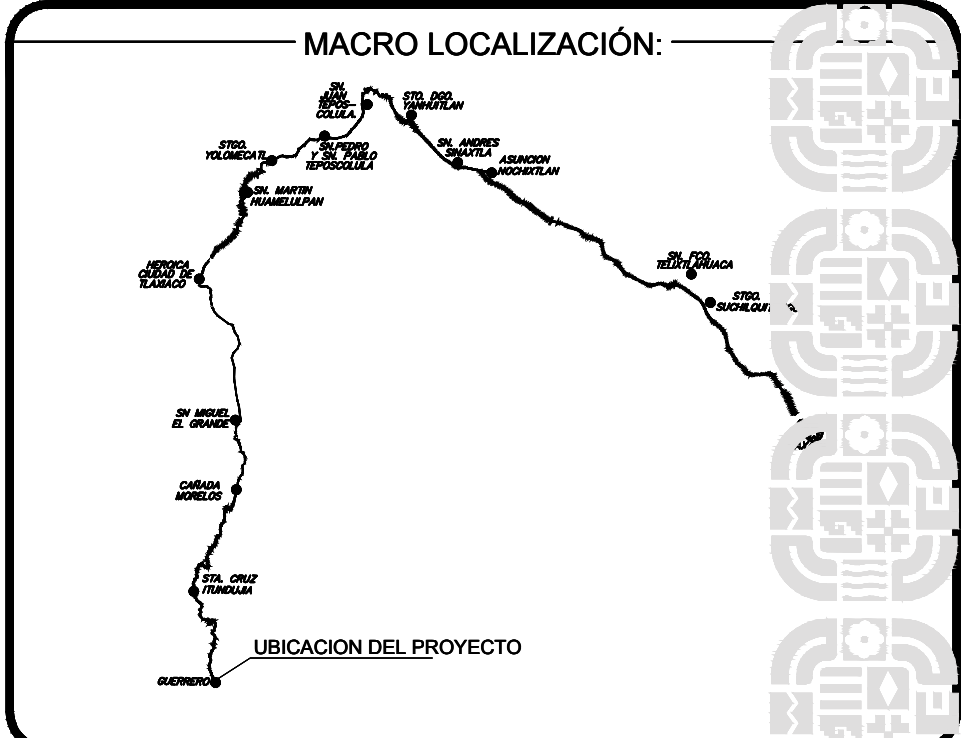 MACRO LOCALIZACIÓN:
SN.
JUAN
TEPOS-
COLULA.
STO. DGO.
YANHUITLAN
SN.PEDRO
Y SN. PABLO
TEPOSCOLULA
SN. ANDRES
SINAXTLA
ASUNCION
NOCHIXTLAN
STGO.
YOLOMECATL
SN. MARTIN
HUAMELULPAN
HEROICA
CIUDAD DE
TLAXIACO
SN. FCO.
TELIXTLAHUACA
STGO.
SN MIGUEL
EL GRANDE
CAÑADA
MORELOS
STA. CRUZ
ITUNDUJIA
UBICACION DEL PROYECTO
GUERRERO